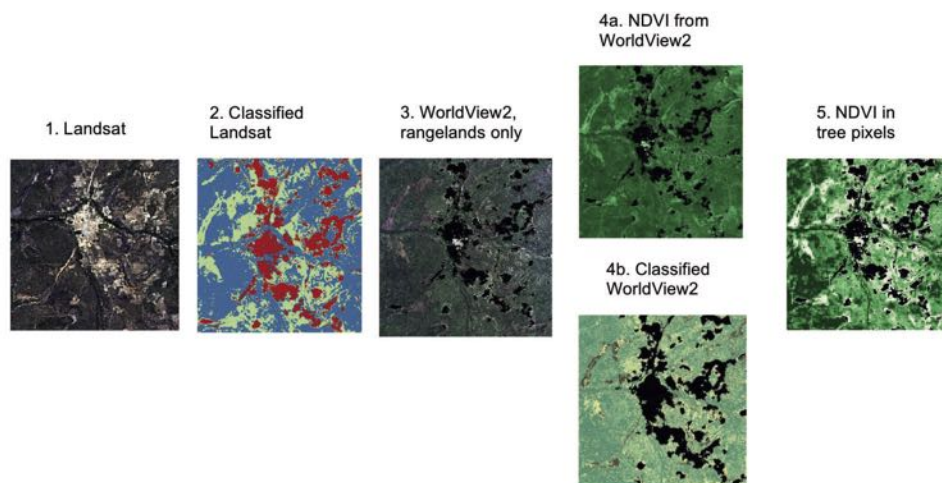 1. Landsat
2. Classified
Landsat
3. WorldView2,
rangelands only
4a. NDVI from
WorldView2
4b. Classified
WorldView2
5. NDVI in
tree pixels